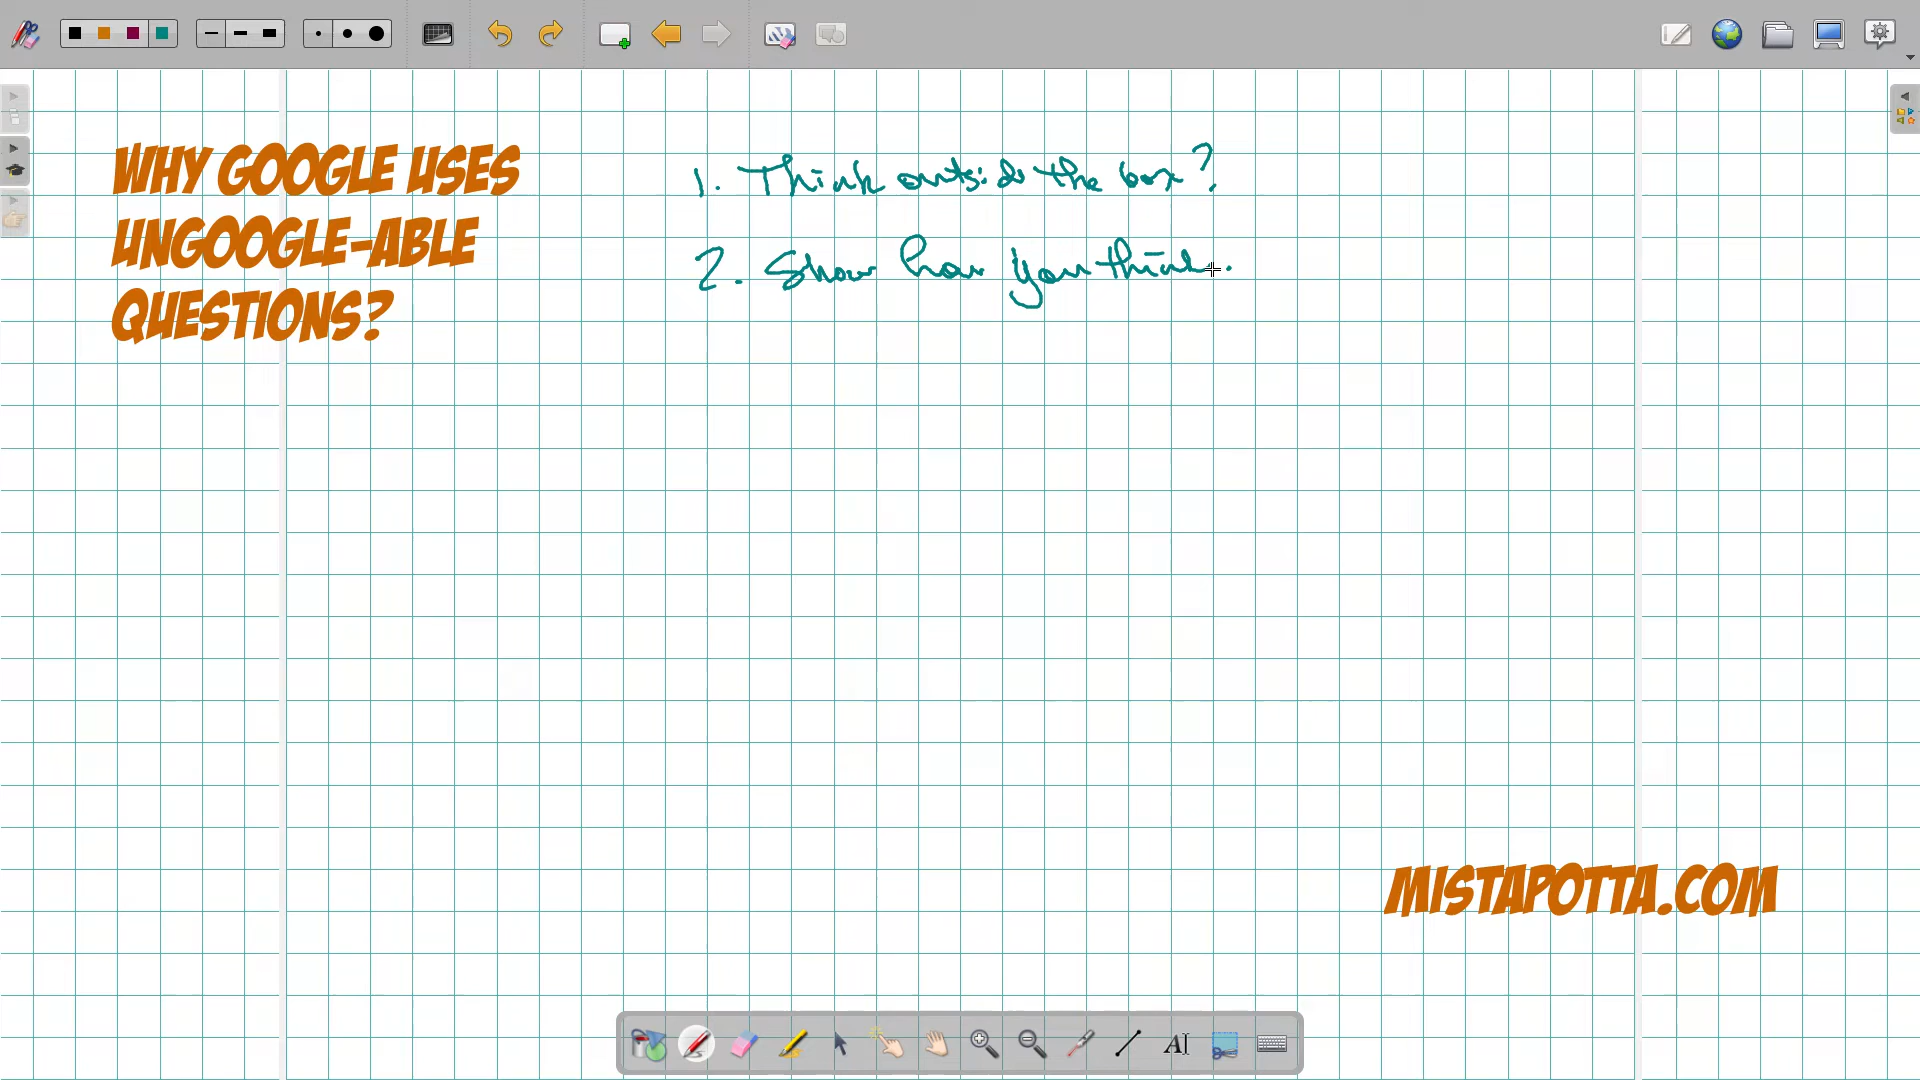 WHY GOOGLE USES
UNGOOGLE-ABLE
QUESTIONS?
1. Think outside the box?
2. Show how you think.
MISTAPOTTA.COM